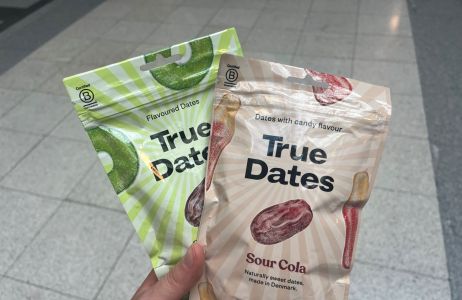 Certified
B
Flavoured Dates
True
Dates
Certified
B
Dates with candy flavour
True
Dates
Sour Cola
Naturally sweet dates,
made in Denmark.